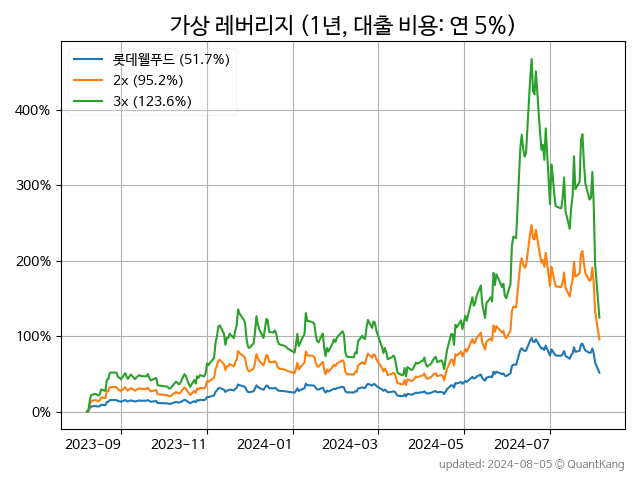 가상 레버리지 (1년, 대출 비용: 연 5%)
롯데웰푸드 (51.7%)
2x (95.2%)
3x (123.6%)
400%
300%
200%
100%
0%
2023-09 2023-11 2024-01 2024-03 2024-05 2024-07
updated: 2024-08-05 © QuantKang